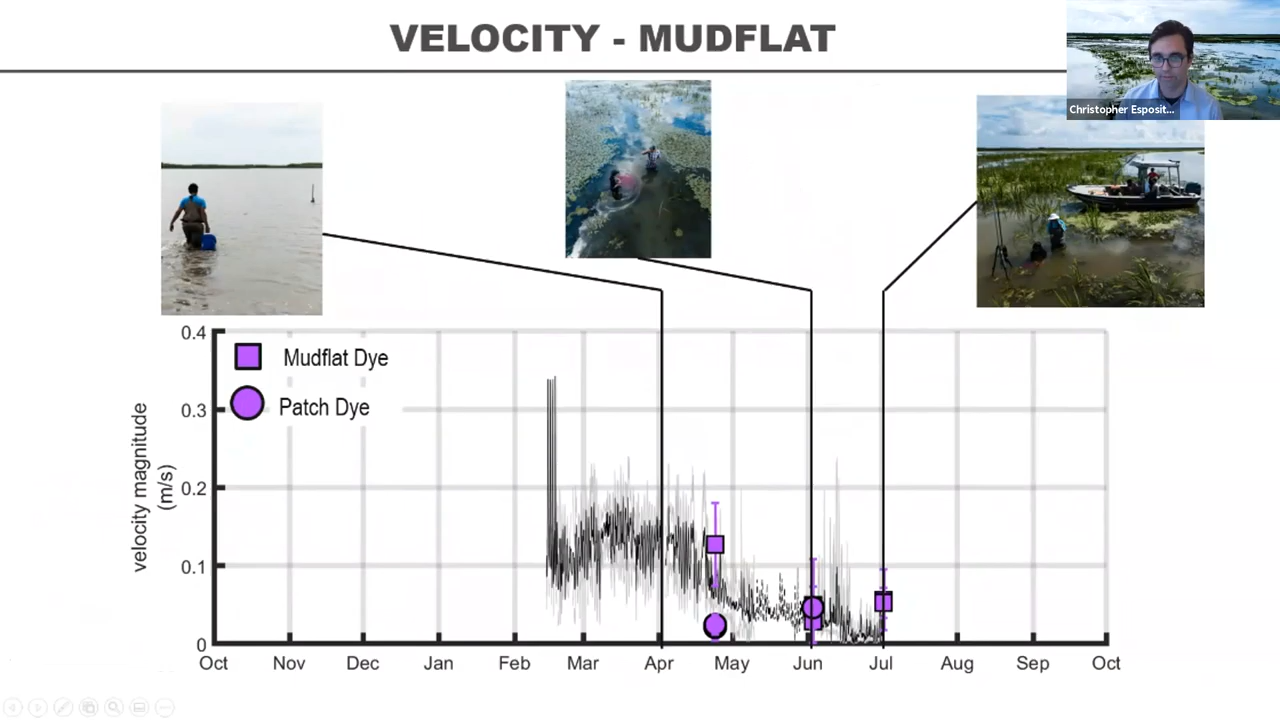 VELOCITY - MUDFLAT
Christopher Esposit...
0.4
Mudflat Dye
0.3
Patch Dye
velocity magnitude
(m/s)
0.2
0.1
0
Oct Nov Dec Jan Feb Mar Apr May Jun Jul Aug Sep Oct